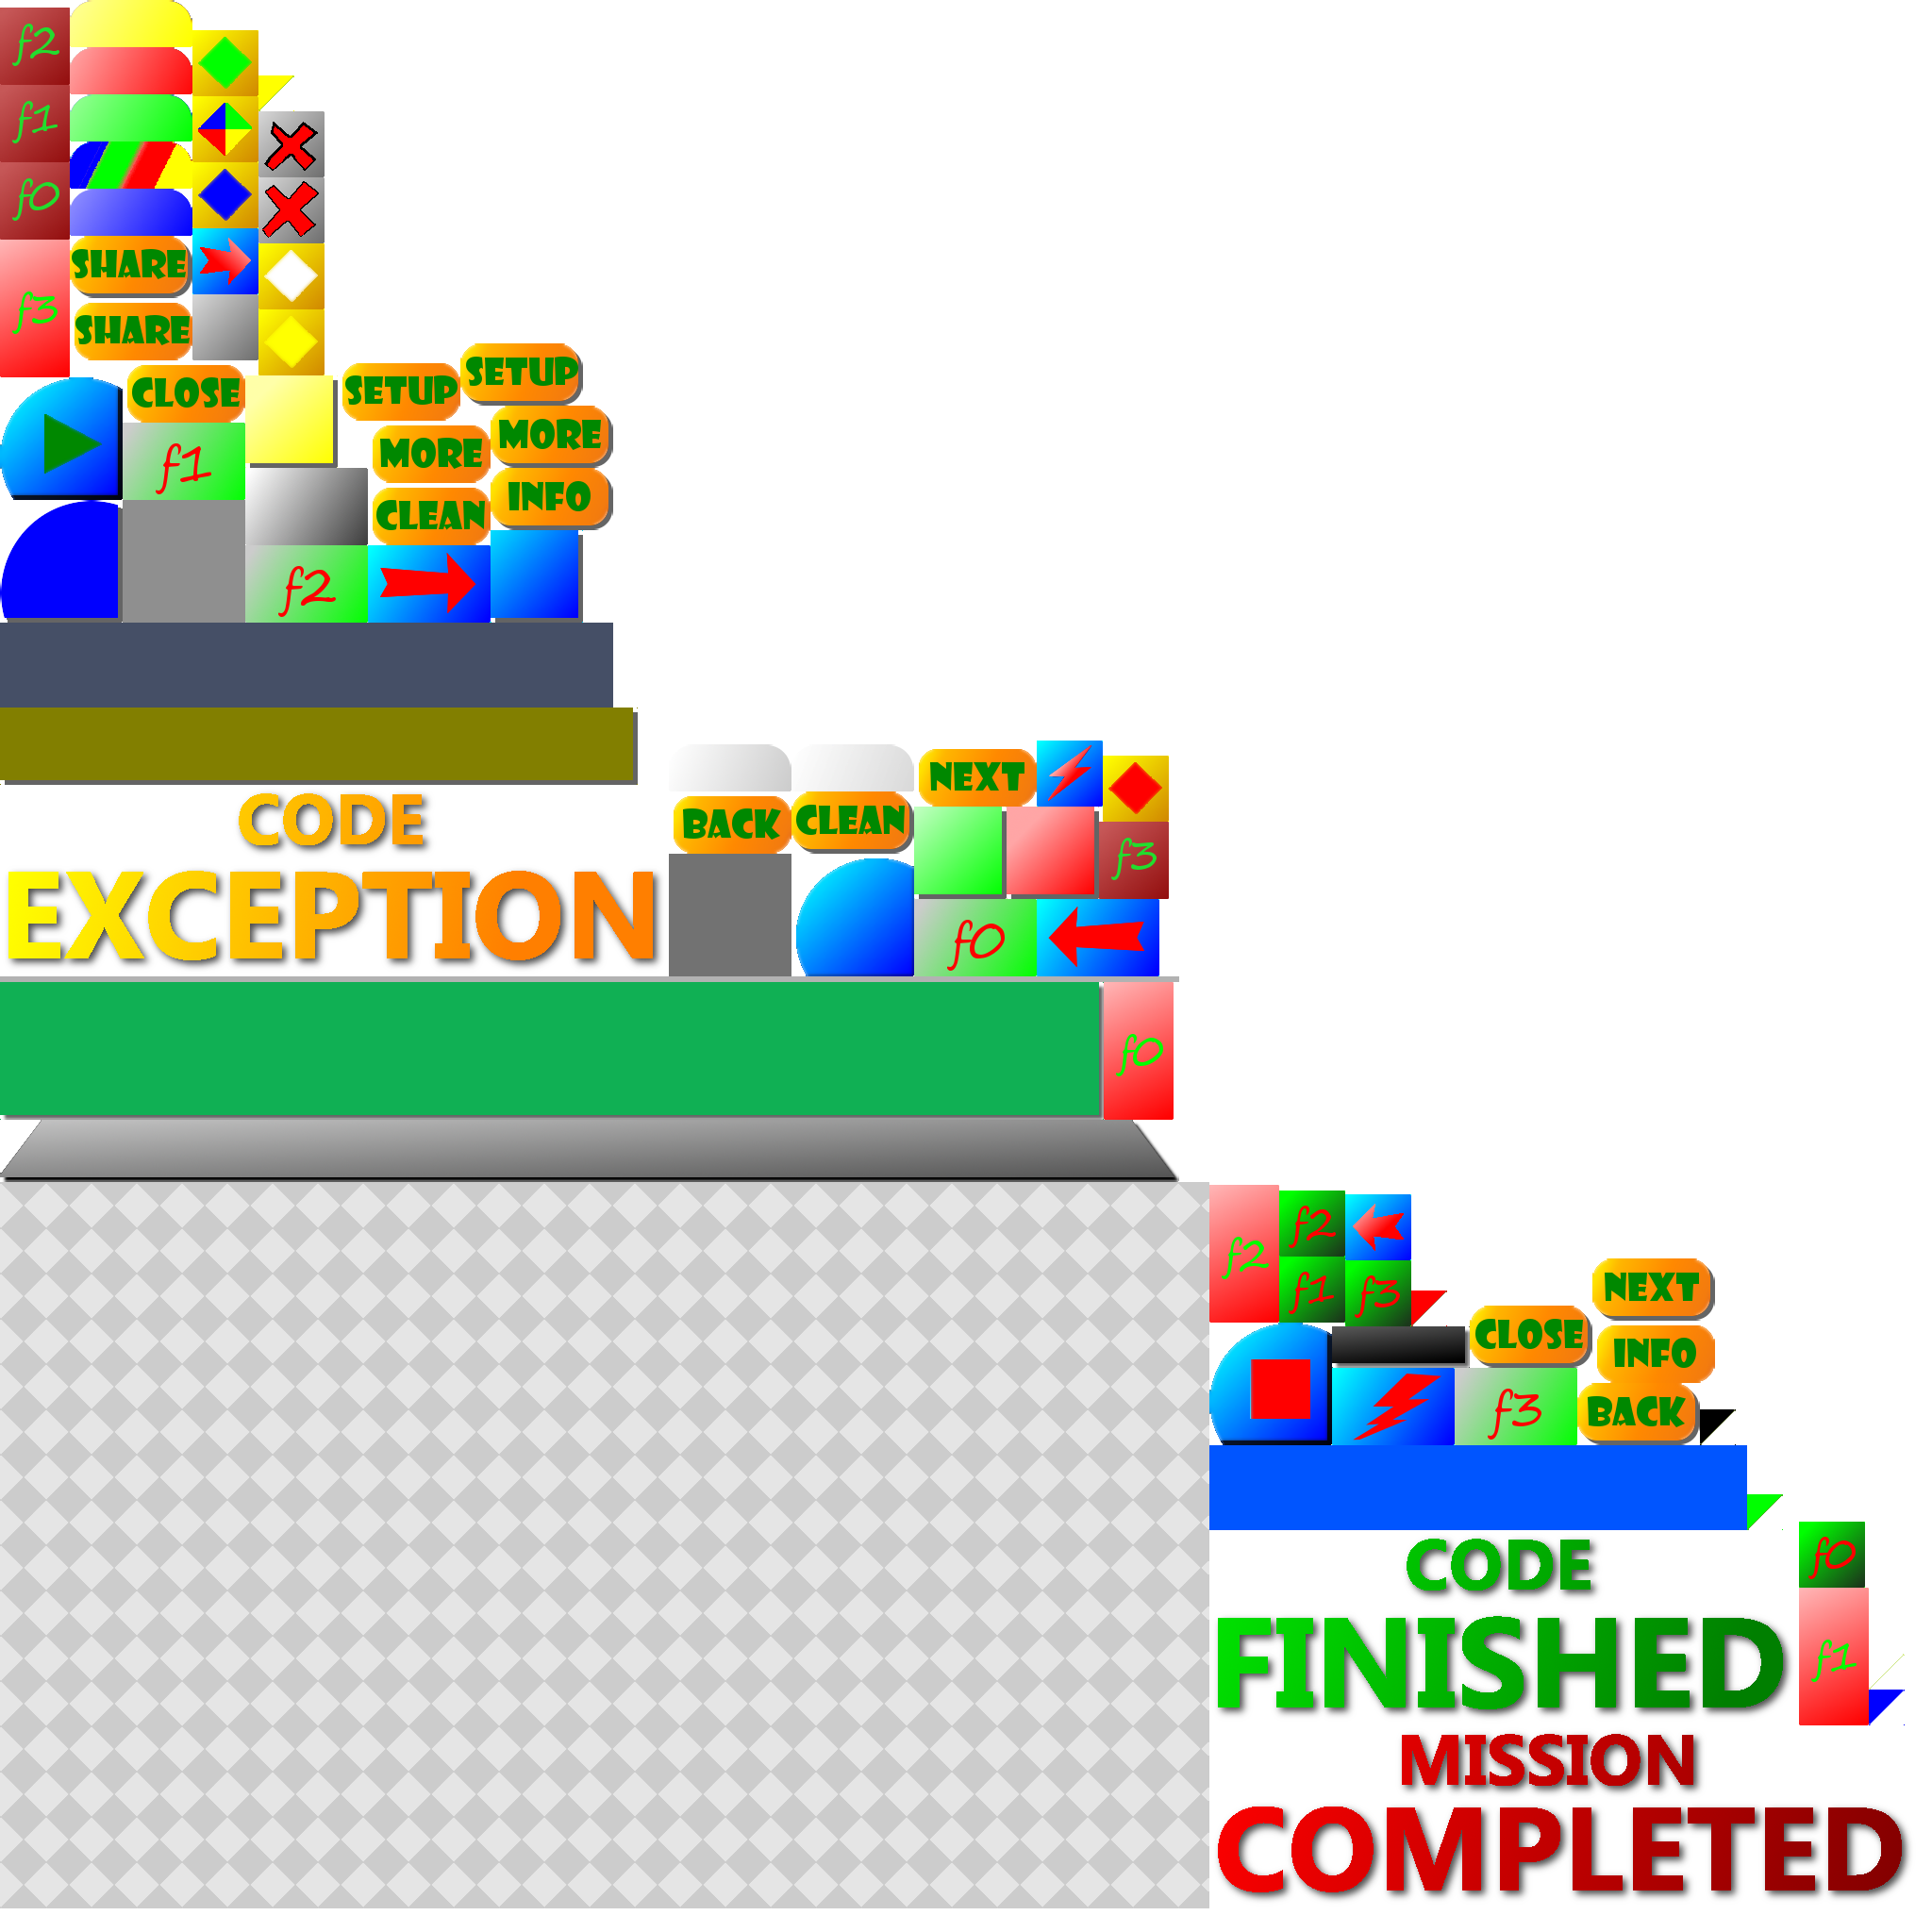 f2
f1
f0
SHARE
f3
SHARE
SETUP
CLOSE
SETUP
MORE
MORE
f1
INFO
CLEAN
f2
NEXT
CODE
BACK
CLEAN
f3
EXCEPTION
f0
f0
f2
f2
f1
f3
NEXT
CLOSE
INFO
f3
BACK
CODE
f0
FINISHED
f1
MISSION
COMPLETED